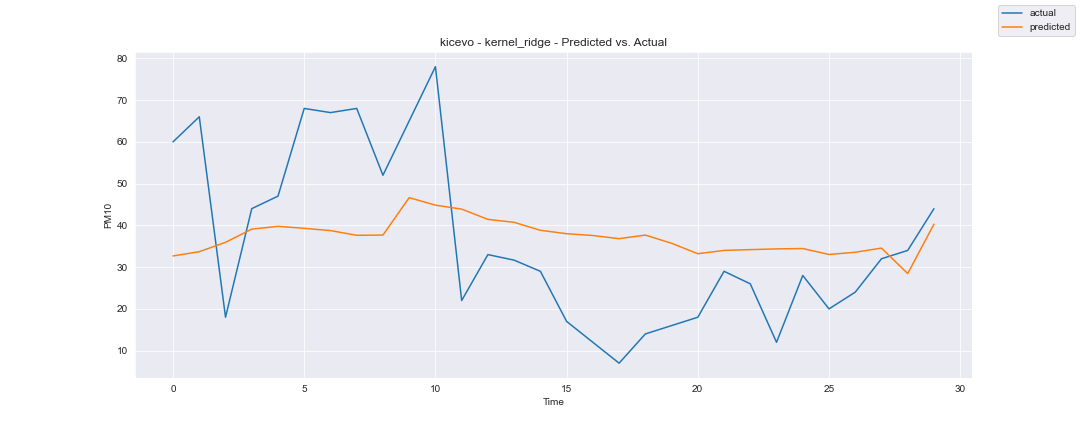 actual
predicted
kicevo - kernel_ridge - Predicted vs. Actual
80
70
60
50
40
30
20
10
PM10
0 5 10 15 20 25 30
Time